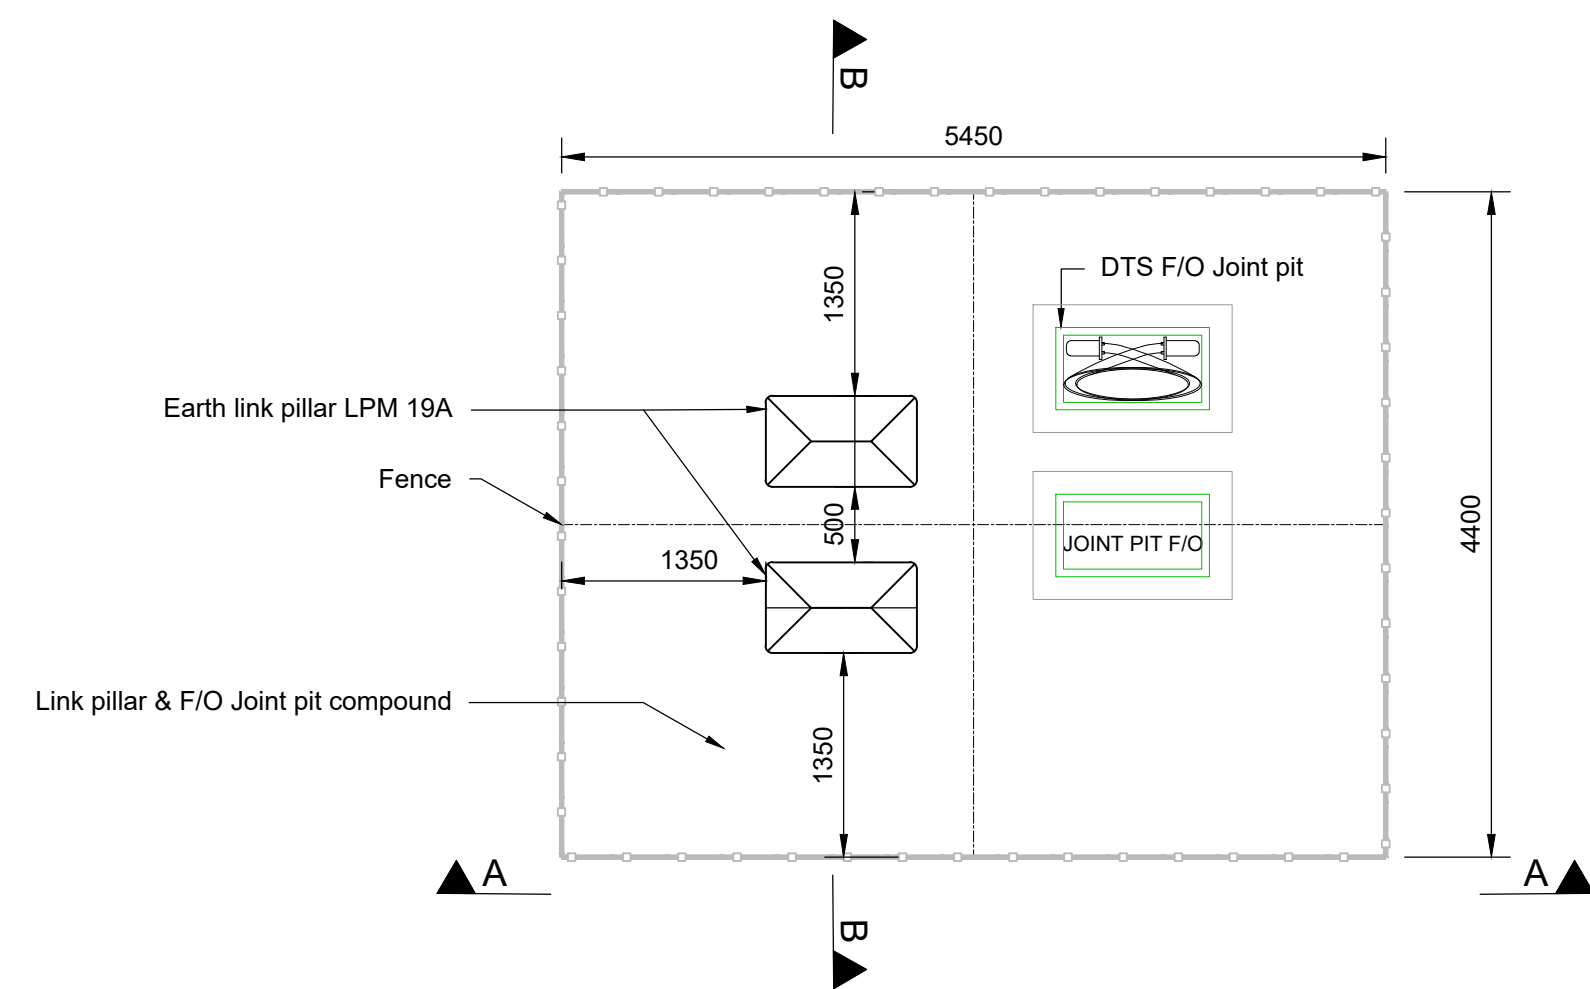 B
5450
1350
DTS F/O Joint pit
Earth link pillar LPM 19A
Fence
500
4400
JOINT PIT F/O
1350
Link pillar & F/O Joint pit compound
1350
A
A
B